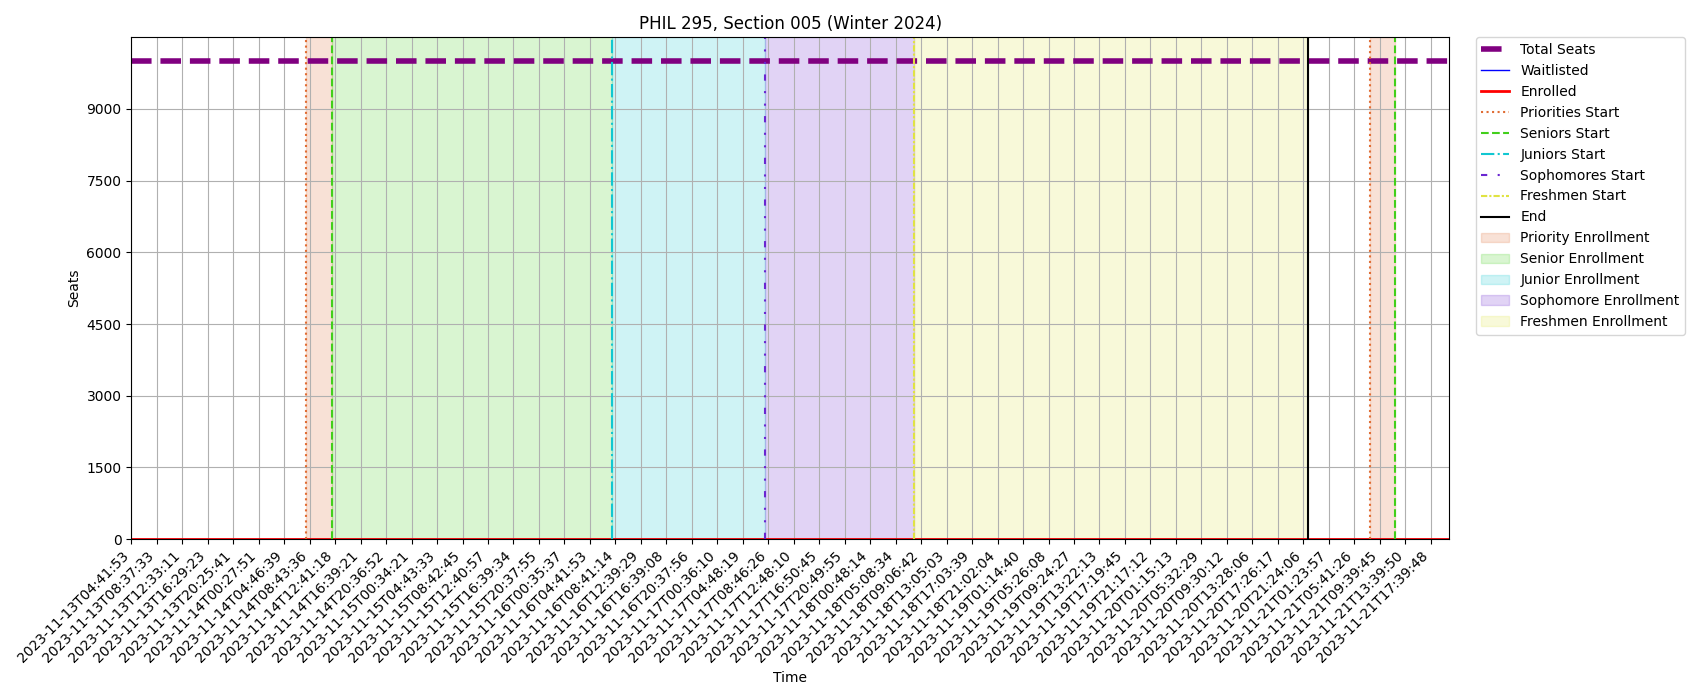 PHIL 295, Section 005 (Winter 2024)
Seats
9000
7500
6000
4500
3000
1500
0
2023-11-13T04:41:53
2023-11-13T08:37:33
2023-11-13T12:33:11
2023-11-13T16:29:23
2023-11-13T20:25:41
2023-11-14T00:27:51
2023-11-14T04:46:39
2023-11-14T08:43:36
2023-11-14T12:41:18
2023-11-14T16:39:21
2023-11-14T20:36:52
2023-11-15T00:34:21
2023-11-15T04:43:33
2023-11-15T08:42:45
2023-11-15T12:40:57
2023-11-15T16:39:34
2023-11-15T20:37:55
2023-11-16T00:35:37
2023-11-16T04:41:53
2023-11-16T08:41:14
2023-11-16T12:39:29
2023-11-16T16:39:08
2023-11-16T20:37:56
2023-11-17T00:36:10
2023-11-17T04:48:19
2023-11-17T08:46:26
2023-11-17T12:48:10
2023-11-17T16:50:45
2023-11-17T20:49:55
2023-11-18T00:48:14
2023-11-18T05:08:34
2023-11-18T09:06:42
2023-11-18T13:05:03
2023-11-18T17:03:39
2023-11-18T21:02:04
2023-11-19T01:14:40
2023-11-19T05:26:08
2023-11-19T09:24:27
2023-11-19T13:22:13
2023-11-19T17:19:45
2023-11-19T21:17:12
2023-11-20T01:15:13
2023-11-20T05:32:29
2023-11-20T09:30:12
2023-11-20T13:28:06
2023-11-20T17:26:17
2023-11-20T21:24:06
2023-11-21T01:23:57
2023-11-21T05:41:26
2023-11-21T09:39:45
2023-11-21T13:39:50
2023-11-21T17:39:48
Time
Total Seats
Waitlisted
Enrolled
Priorities Start
Seniors Start
Juniors Start
Sophomores Start
Freshmen Start
End
Priority Enrollment
Senior Enrollment
Junior Enrollment
Sophomore Enrollment
Freshmen Enrollment